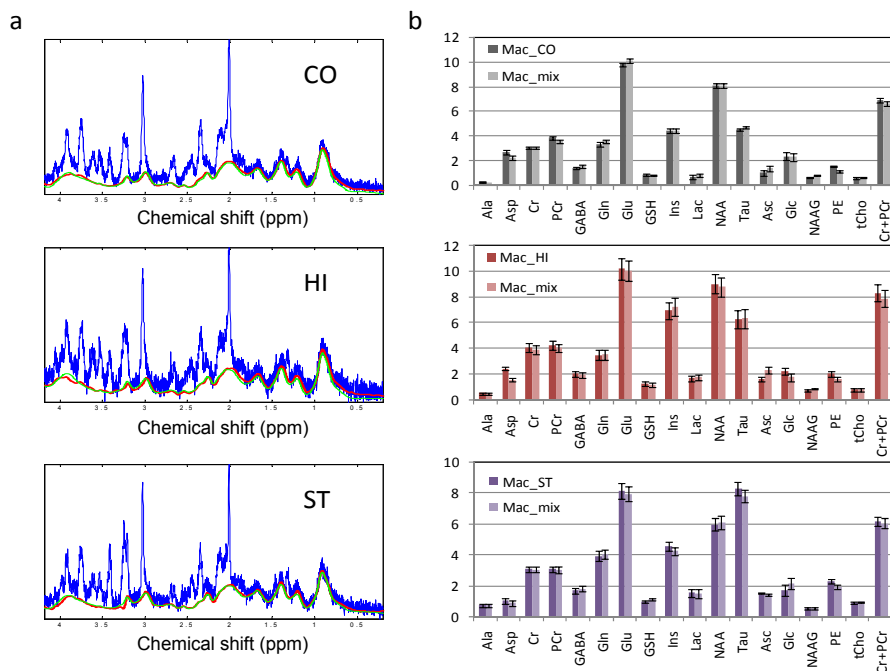 a
CO
4 3.5 3 2.5 2 1.5 1 0.5
Chemical shift (ppm)
HI
4 3.5 3 2.5 2 1.5 1 0.5
Chemical shift (ppm)
ST
4 3.5 3 2.5 2 1.5 1 0.5
Chemical shift (ppm)
b
12
10
8
6
4
2
0
Mac_CO
Mac_mix
Ala Asp Cr PCr GABA Gln Glu GSH Ins Lac NAA Tau Asc Glc NAAG PE tCho Cr+PCr
12
10
8
6
4
2
0
Mac_HI
Mac_mix
Ala Asp Cr PCr GABA Gln Glu GSH Ins Lac NAA Tau Asc Glc NAAG PE tCho Cr+PCr
10
8
6
4
2
0
Mac_ST
Mac_mix
Ala Asp Cr PCr GABA Gln Glu GSH Ins Lac NAA Tau Asc Glc NAAG PE tCho Cr+PCr